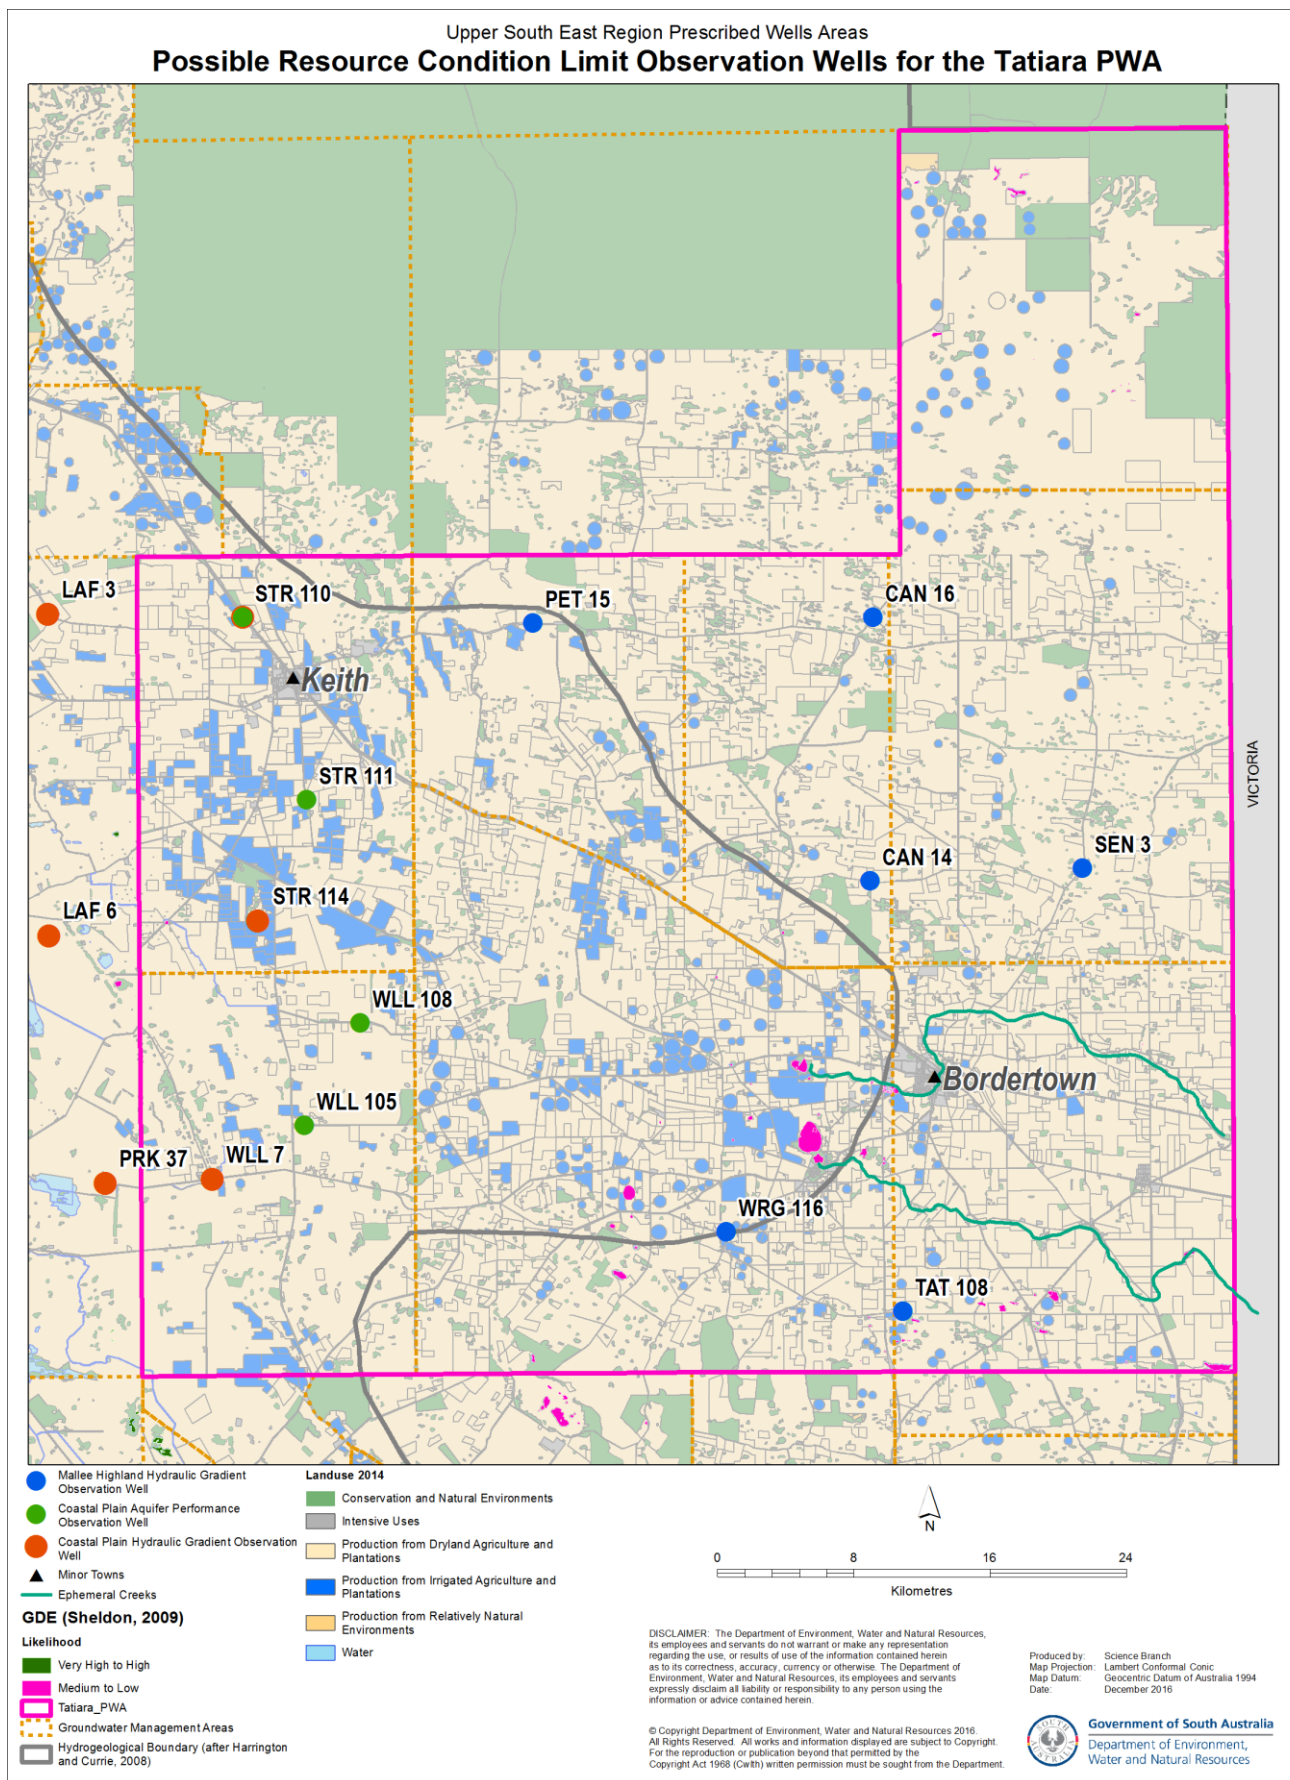 Upper South East Region Prescribed Wells Areas
Possible Resource Condition Limit Observation Wells for the Tatiara PWA
LAF 3
STR 110
PET 15
CAN 16
Keith
STR 111
VICTORIA
CAN 14
SEN 3
STR 114
LAF 6
WLL 108
Bordertown
WLL 105
PRK 37
WLL 7
WRG 116
TAT 108
Mallee Highland Hydraulic Gradient
Observation Well
Coastal Plain Aquifer Performance
Observation Well
Coastal Plain Hydraulic Gradient Observation
Well
Minor Towns
Ephemeral Creeks
GDE (Sheldon, 2009)
Likelihood
Very High to High
Medium to Low
Tatiara_PWA
Groundwater Management Areas
Hydrogeological Boundary (after Harrington
and Currie, 2008)
Landuse 2014
Conservation and Natural Environments
Intensive Uses
Production from Dryland Agriculture and
Plantations
Production from Irrigated Agriculture and
Plantations
Production from Relatively Natural
Environments
Water
N
0 8 16 24
Kilometres
DISCLAIMER: The Department of Environment, Water and Natural Resources,
its employees and servants do not warrant or make any representation
regarding the use, or results of use of the information contained herein
as to its correctness, accuracy, currency or otherwise. The Department of
Environment, Water and Natural Resources, its employees and servants
expressly disclaim all liability or responsibility to any person using the
information or advice contained herein.
© Copyright Department of Environment, Water and Natural Resources 2016.
All Rights Reserved. All works and information displayed are subject to Copyright.
For the reproduction or publication beyond that permitted by the
Copyright Act 1968 (Cwlth) written permission must be sought from the Department.
Produced by: Science Branch
Map Projection: Lambert Conformal Conic
Map Datum: Geocentric Datum of Australia 1994
Date: December 2016
SOUTH AUSTRALIA
Government of South Australia
Department of Environment,
Water and Natural Resources